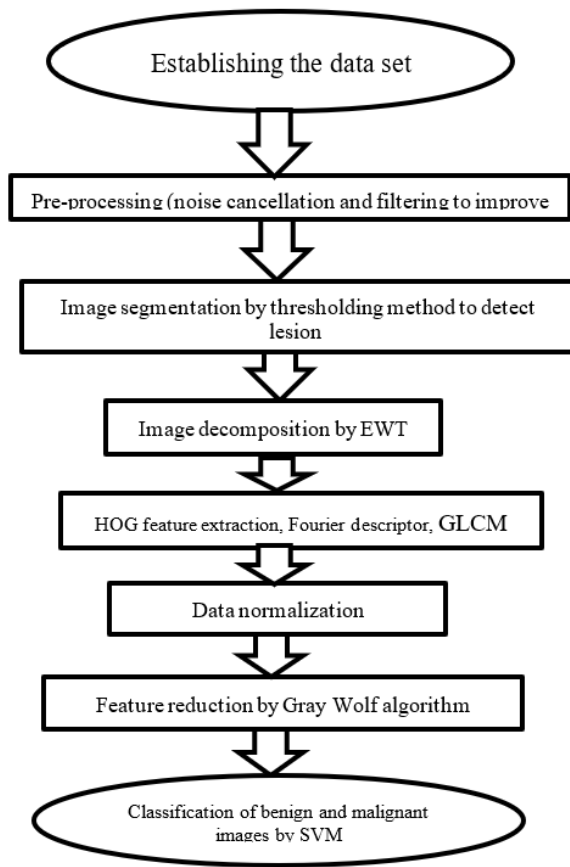 Establishing the data set
Pre-processing (noise cancellation and filtering to improve
Image segmentation by thresholding method to detect
lesion
Image decomposition by EWT
HOG feature extraction, Fourier descriptor, GLCM
Data normalization
Feature reduction by Gray Wolf algorithm
Classification of benign and malignant
images by SVM